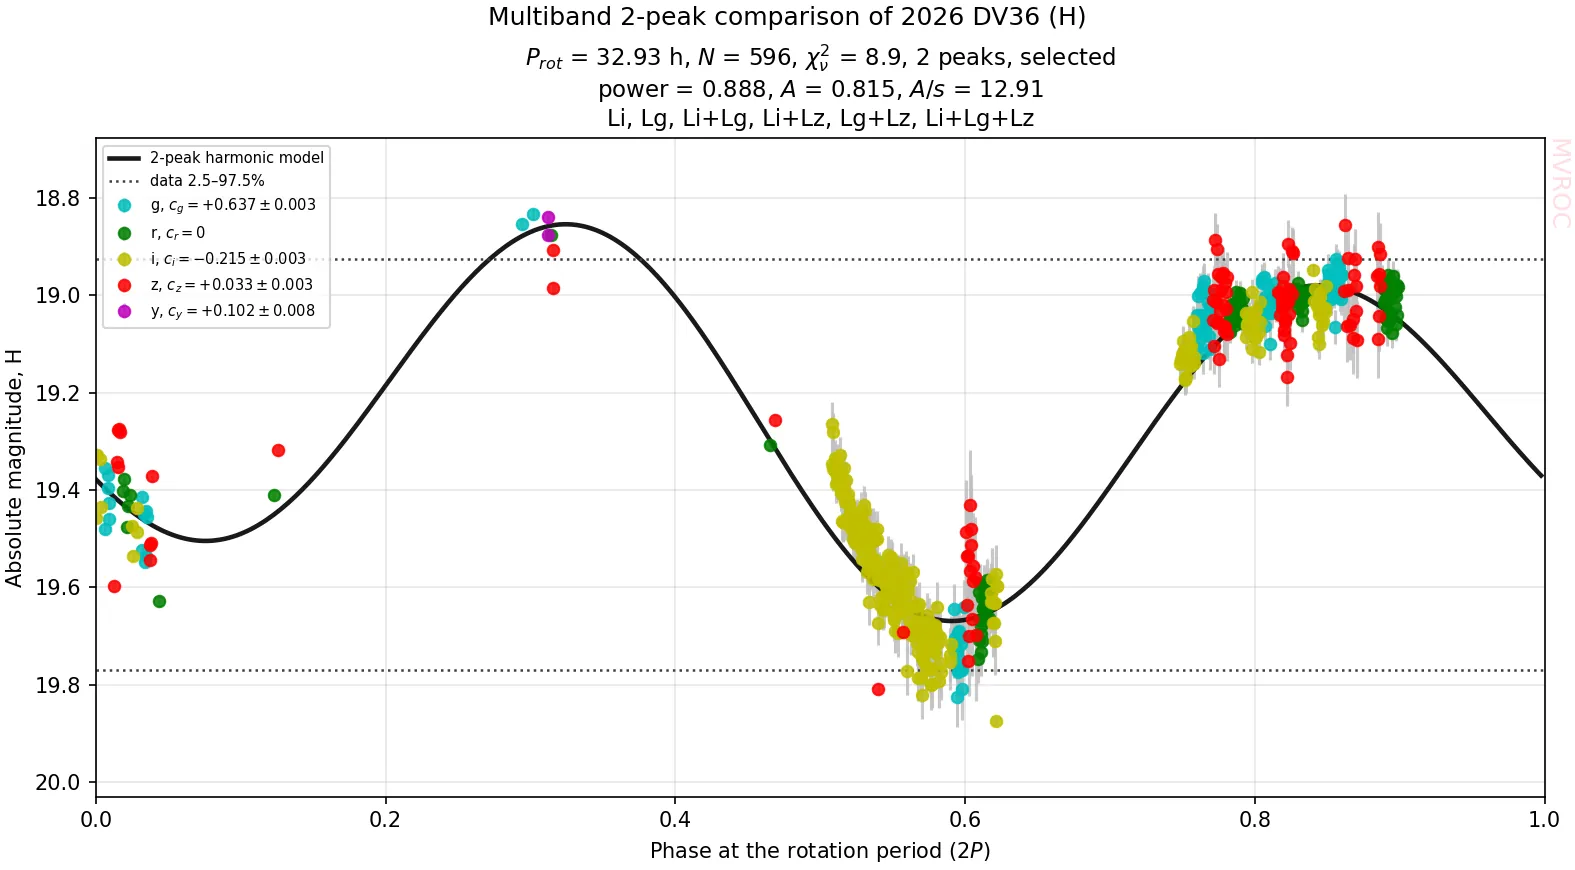 Multiband 2-peak comparison of 2026 DV36 (H)
P_rot = 32.93 h, N = 596, χ²_ν = 8.9, 2 peaks, selected
power = 0.888, A = 0.815, A/s = 12.91
Li, Lg, Li+Lg, Li+Lz, Lg+Lz, Li+Lg+Lz
2-peak harmonic model
data 2.5–97.5%
g, c_g = +0.637 ± 0.003
r, c_r = 0
i, c_i = −0.215 ± 0.003
z, c_z = +0.033 ± 0.003
y, c_y = +0.102 ± 0.008
MVROC
Absolute magnitude, H
18.8
19.0
19.2
19.4
19.6
19.8
20.0
0.0 0.2 0.4 0.6 0.8 1.0
Phase at the rotation period (2P)